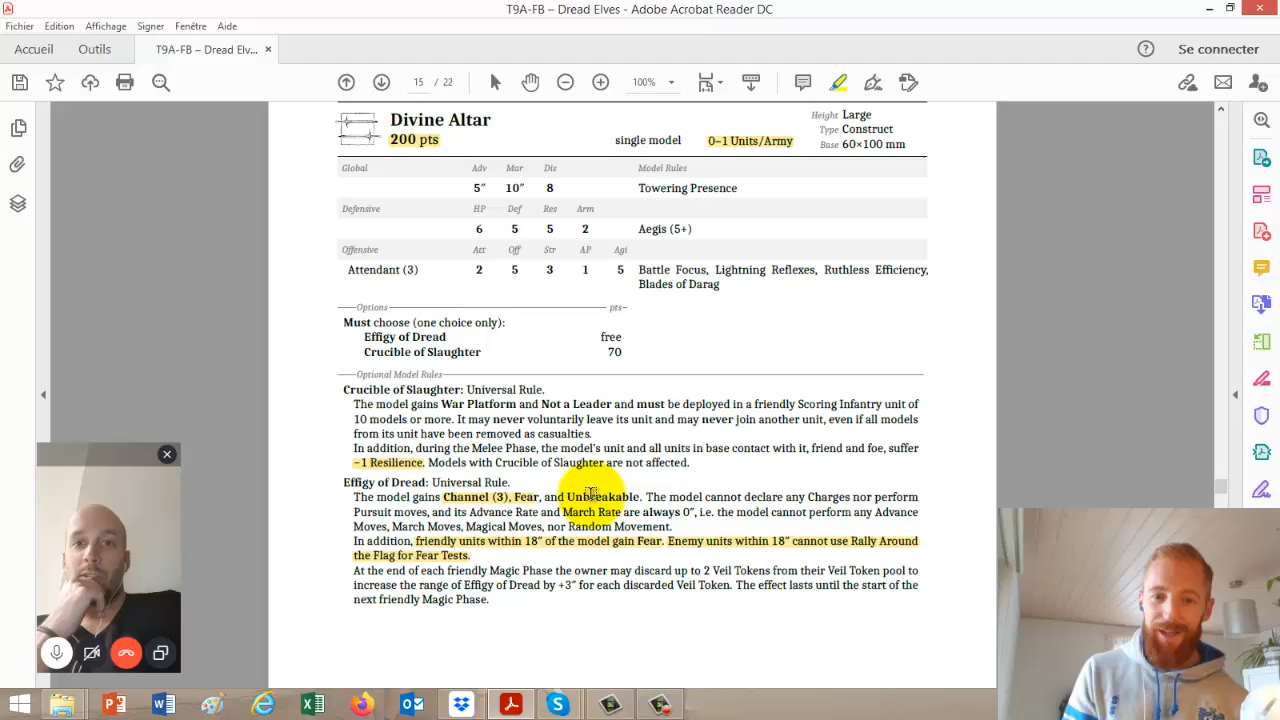 T9A-FB – Dread Elves - Adobe Acrobat Reader DC
Fichier Edition Affichage Signer Fenêtre Aide
Accueil Outils T9A-FB – Dread Elv... × Se connecter
15 / 22 100%
Divine Altar
200 pts single model 0–1 Units/Army
Height Large
Type Construct
Base 60×100 mm
Global Adv Mar Dis Model Rules
5″ 10″ 8 Towering Presence
Defensive HP Def Res Arm
6 5 5 2 Aegis (5+)
Offensive Att Off Str AP Agi
Attendant (3) 2 5 3 1 5 Battle Focus, Lightning Reflexes, Ruthless Efficiency,
Blades of Darag
Options pts
Must choose (one choice only):
Effigy of Dread free
Crucible of Slaughter 70
Optional Model Rules
Crucible of Slaughter: Universal Rule.
The model gains War Platform and Not a Leader and must be deployed in a friendly Scoring Infantry unit of
10 models or more. It may never voluntarily leave its unit and may never join another unit, even if all models
from its unit have been removed as casualties.
In addition, during the Melee Phase, the model's unit and all units in base contact with it, friend and foe, suffer
−1 Resilience. Models with Crucible of Slaughter are not affected.
Effigy of Dread: Universal Rule.
The model gains Channel (3), Fear, and Unbreakable. The model cannot declare any Charges nor perform
Pursuit moves, and its Advance Rate and March Rate are always 0″, i.e. the model cannot perform any Advance
Moves, March Moves, Magical Moves, nor Random Movement.
In addition, friendly units within 18″ of the model gain Fear. Enemy units within 18″ cannot use Rally Around
the Flag for Fear Tests.
At the end of each friendly Magic Phase the owner may discard up to 2 Veil Tokens from their Veil Token pool to
increase the range of Effigy of Dread by +3″ for each discarded Veil Token. The effect lasts until the start of the
next friendly Magic Phase.